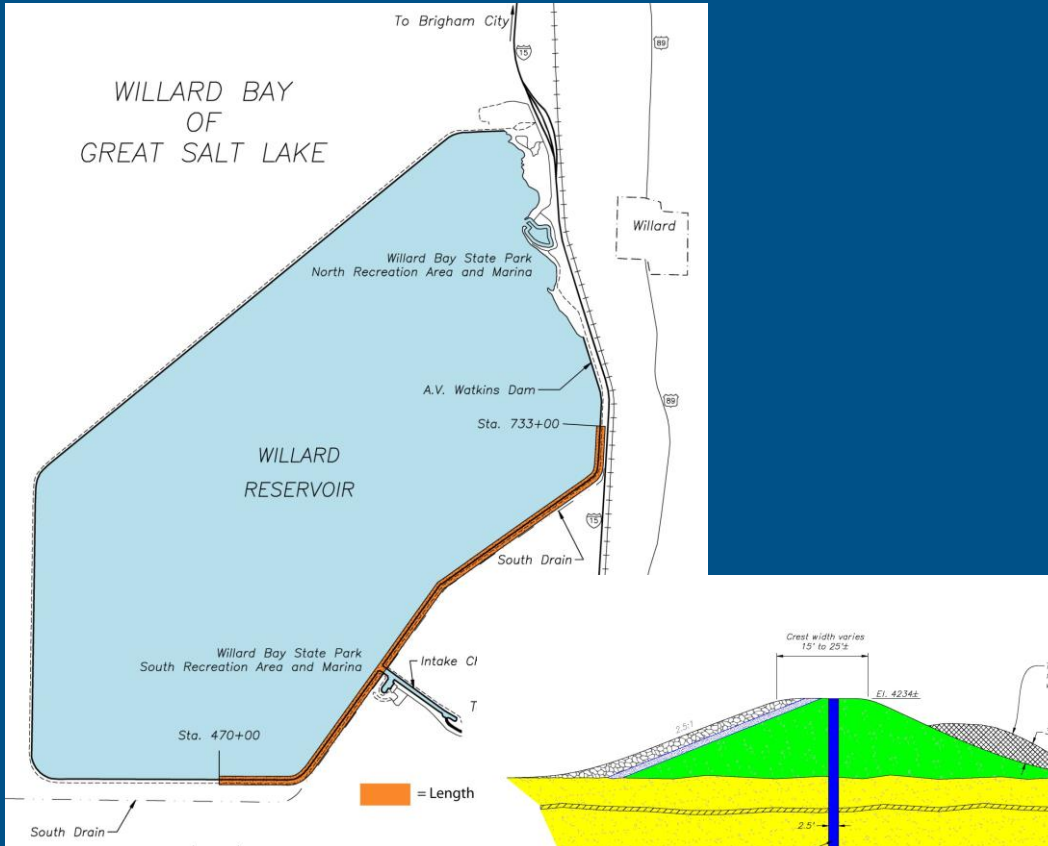 To Brigham City
15
89
WILLARD BAY
OF
GREAT SALT LAKE
Willard
Willard Bay State Park
North Recreation Area and Marina
A.V. Watkins Dam
89
Sta. 733+00
WILLARD
RESERVOIR
15
South Drain
Willard Bay State Park
South Recreation Area and Marina
Intake
T
Sta. 470+00
= Length
South Drain
Crest width varies
15' to 25'±
El. 4234±
2.5:1
2.5'